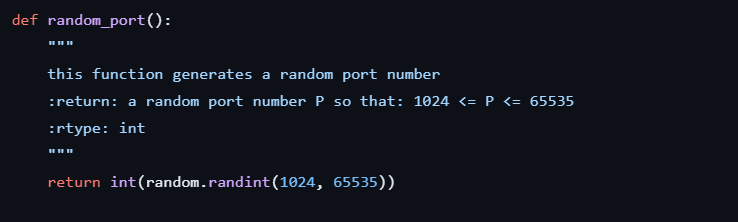 def random_port():
    """
    this function generates a random port number
    :return: a random port number P so that: 1024 <= P <= 65535
    :rtype: int
    """
    return int(random.randint(1024, 65535))